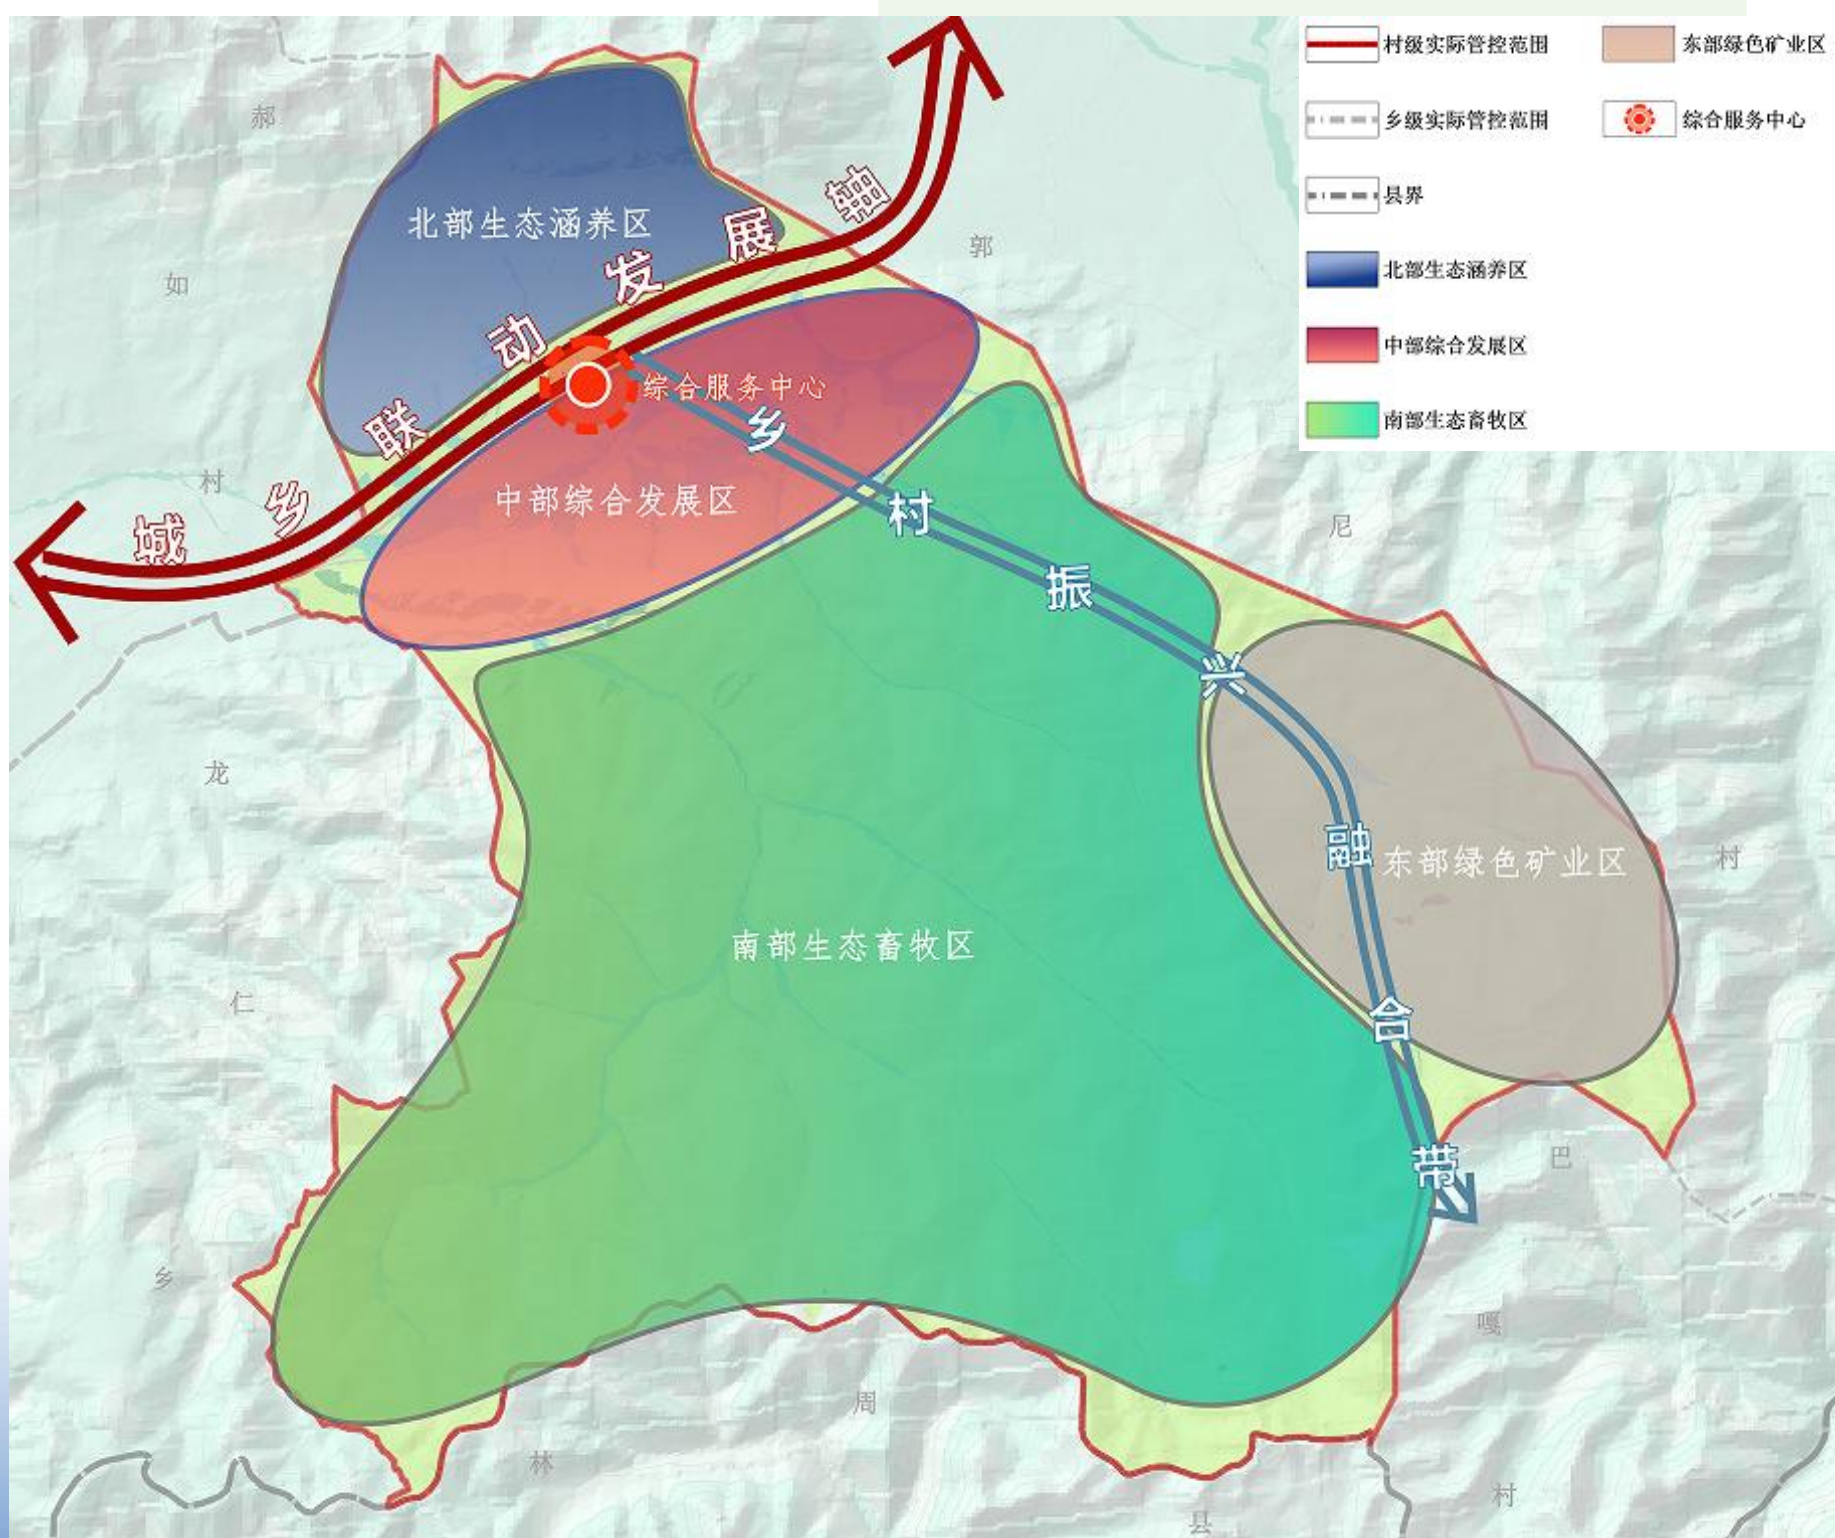 村级实际管控范围
乡级实际管控范围
县界
北部生态涵养区
中部综合发展区
南部生态畜牧区
东部绿色矿业区
综合服务中心
郝
如
村
郭
尼
村
龙
仁
乡
巴
嘎
村
周
林
县
北部生态涵养区
城乡联动发展轴
综合服务中心
中部综合发展区
乡村振兴融合带
东部绿色矿业区
南部生态畜牧区